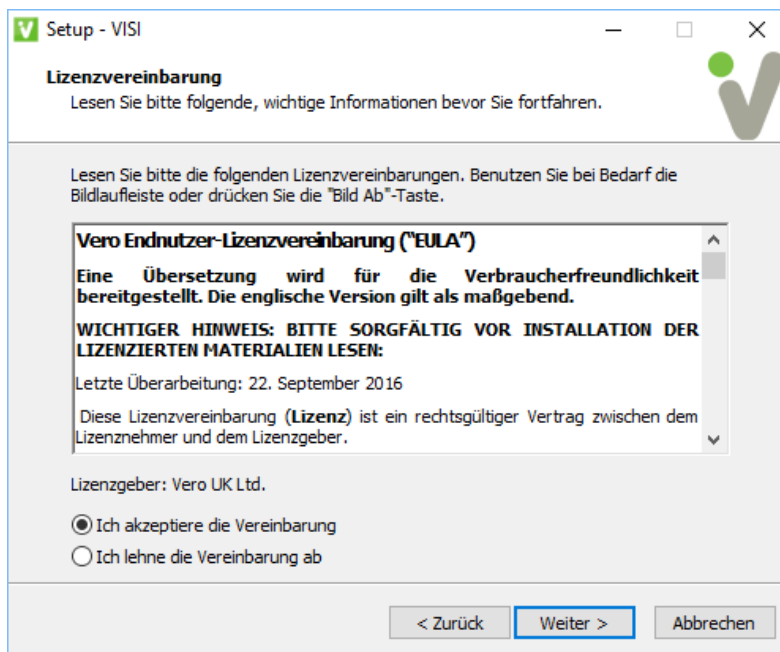 Setup - VISI
Lizenzvereinbarung
Lesen Sie bitte folgende, wichtige Informationen bevor Sie fortfahren.
Lesen Sie bitte die folgenden Lizenzvereinbarungen. Benutzen Sie bei Bedarf die
Bildlaufleiste oder drücken Sie die "Bild Ab"-Taste.
Vero Endnutzer-Lizenzvereinbarung (“EULA”)
Eine Übersetzung wird für die Verbraucherfreundlichkeit
bereitgestellt. Die englische Version gilt als maßgebend.
WICHTIGER HINWEIS: BITTE SORGFÄLTIG VOR INSTALLATION DER
LIZENZIERTEN MATERIALIEN LESEN:
Letzte Überarbeitung: 22. September 2016
Diese Lizenzvereinbarung (Lizenz) ist ein rechtsgültiger Vertrag zwischen dem
Lizenznehmer und dem Lizenzgeber.
Lizenzgeber: Vero UK Ltd.
Ich akzeptiere die Vereinbarung
Ich lehne die Vereinbarung ab
< Zurück
Weiter >
Abbrechen